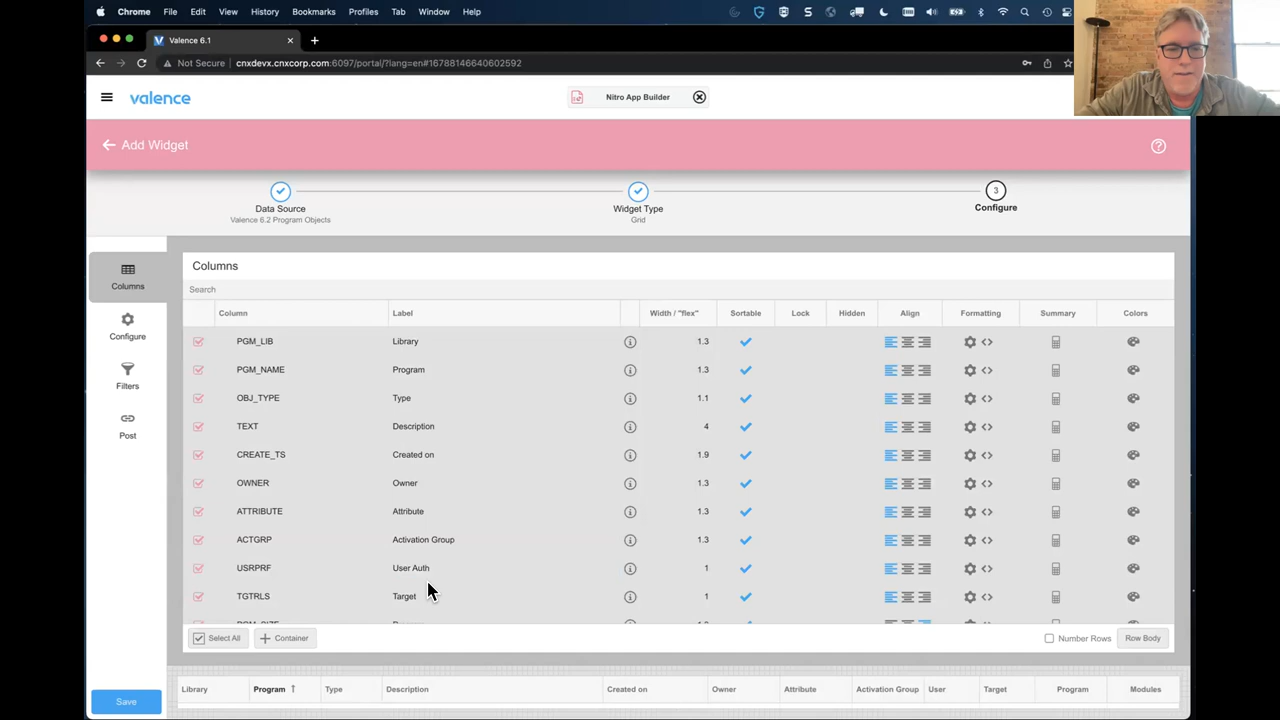 Chrome File Edit View History Bookmarks Profiles Tab Window Help
Valence 6.1
Not Secure cnxdevx.cnxcorp.com:6097/portal/?lang=en#16788146640602592
valence Nitro App Builder
Add Widget
3
Data Source Widget Type Configure
Valence 6.2 Program Objects Grid
Columns
Configure
Filters
Post
Save
Columns
Search
Column Label Width / "flex" Sortable Lock Hidden Align Formatting Summary Colors
PGM_LIB Library 1.3
PGM_NAME Program 1.3
OBJ_TYPE Type 1.1
TEXT Description 4
CREATE_TS Created on 1.9
OWNER Owner 1.3
ATTRIBUTE Attribute 1.3
ACTGRP Activation Group 1.3
USRPRF User Auth 1
TGTRLS Target 1
Select All Container Number Rows Row Body
Library Program Type Description Created on Owner Attribute Activation Group User Target Program Modules